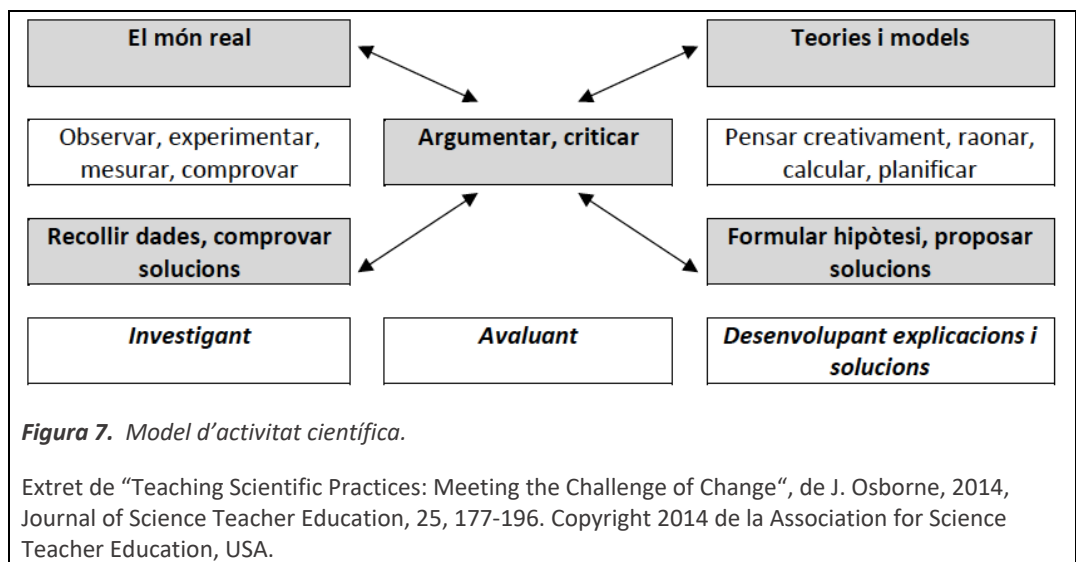 El món real
Teories i models
Observar, experimentar,
mesurar, comprovar
Argumentar, criticar
Pensar creativament, raonar,
calcular, planificar
Recollir dades, comprovar
solucions
Formular hipòtesi, proposar
solucions
Investigant
Avaluant
Desenvolupant explicacions i
solucions
Figura 7. Model d’activitat científica.
Extret de “Teaching Scientific Practices: Meeting the Challenge of Change“, de J. Osborne, 2014,
Journal of Science Teacher Education, 25, 177-196. Copyright 2014 de la Association for Science
Teacher Education, USA.